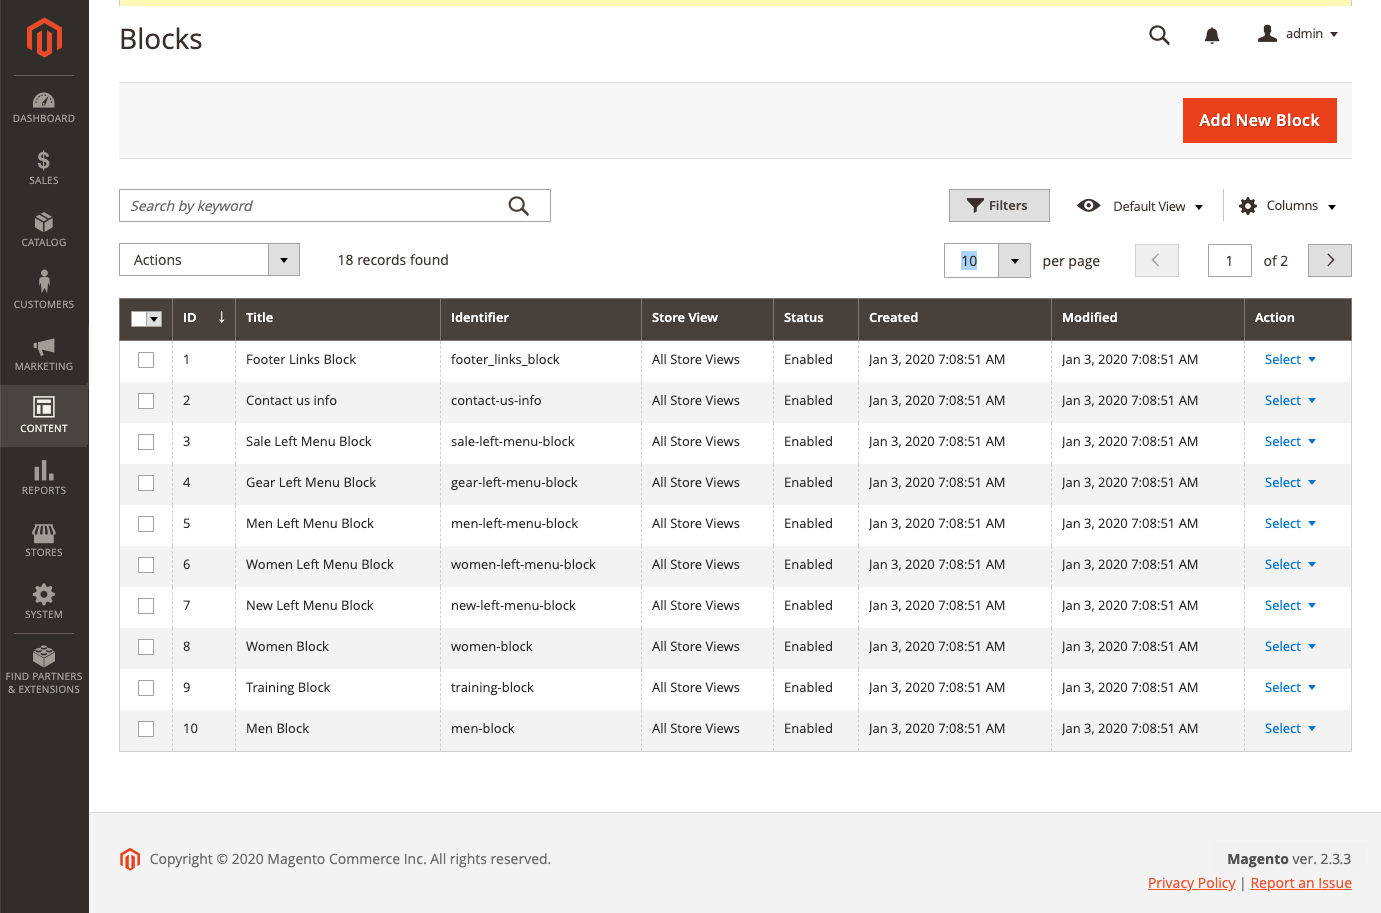 Blocks
admin
DASHBOARD
SALES
CATALOG
CUSTOMERS
MARKETING
CONTENT
REPORTS
STORES
SYSTEM
FIND PARTNERS
& EXTENSIONS
Add New Block
Search by keyword
Filters
Default View
Columns
Actions
18 records found
10 per page
1 of 2
ID ↓ Title Identifier Store View Status Created Modified Action
1 Footer Links Block footer_links_block All Store Views Enabled Jan 3, 2020 7:08:51 AM Jan 3, 2020 7:08:51 AM Select
2 Contact us info contact-us-info All Store Views Enabled Jan 3, 2020 7:08:51 AM Jan 3, 2020 7:08:51 AM Select
3 Sale Left Menu Block sale-left-menu-block All Store Views Enabled Jan 3, 2020 7:08:51 AM Jan 3, 2020 7:08:51 AM Select
4 Gear Left Menu Block gear-left-menu-block All Store Views Enabled Jan 3, 2020 7:08:51 AM Jan 3, 2020 7:08:51 AM Select
5 Men Left Menu Block men-left-menu-block All Store Views Enabled Jan 3, 2020 7:08:51 AM Jan 3, 2020 7:08:51 AM Select
6 Women Left Menu Block women-left-menu-block All Store Views Enabled Jan 3, 2020 7:08:51 AM Jan 3, 2020 7:08:51 AM Select
7 New Left Menu Block new-left-menu-block All Store Views Enabled Jan 3, 2020 7:08:51 AM Jan 3, 2020 7:08:51 AM Select
8 Women Block women-block All Store Views Enabled Jan 3, 2020 7:08:51 AM Jan 3, 2020 7:08:51 AM Select
9 Training Block training-block All Store Views Enabled Jan 3, 2020 7:08:51 AM Jan 3, 2020 7:08:51 AM Select
10 Men Block men-block All Store Views Enabled Jan 3, 2020 7:08:51 AM Jan 3, 2020 7:08:51 AM Select
Copyright © 2020 Magento Commerce Inc. All rights reserved.
Magento ver. 2.3.3
Privacy Policy | Report an Issue